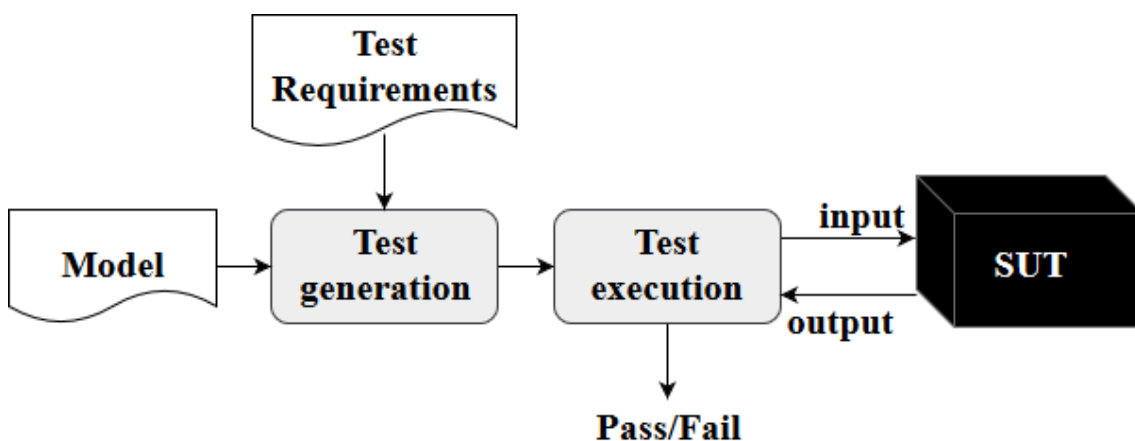 Test
Requirements
Model
Test
generation
Test
execution
input
output
SUT
Pass/Fail